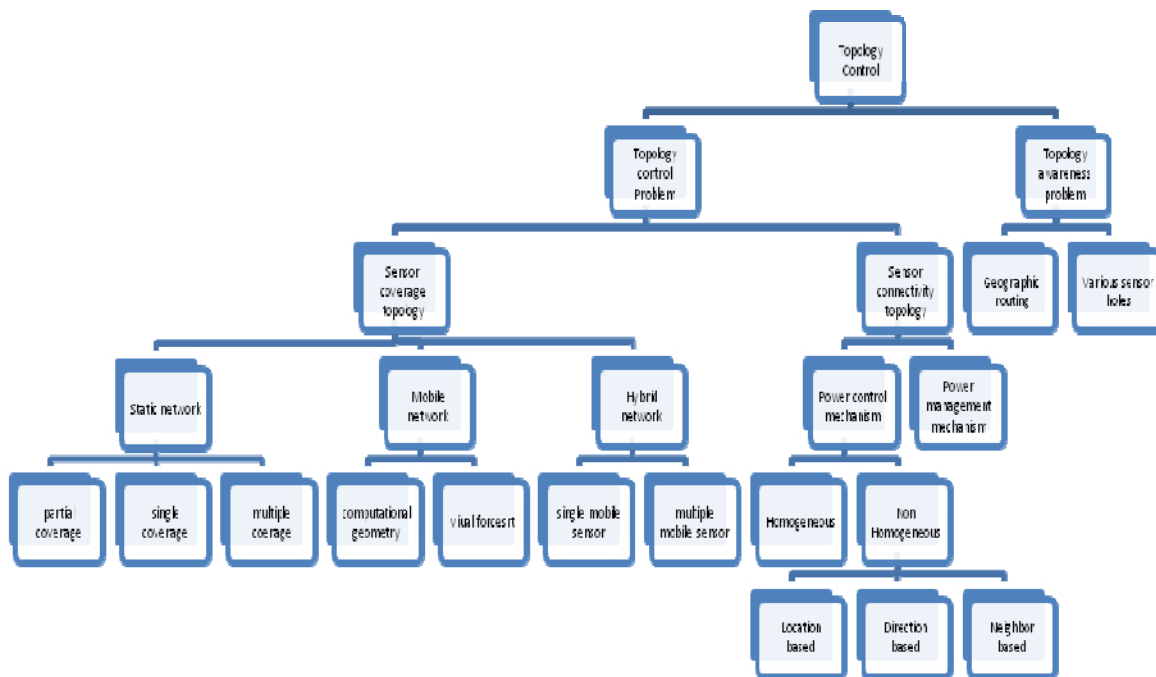 Topology
Control
Topology
control
Problem
Topology
awareness
problem
Sensor
coverage
topology
Sensor
connectivity
topology
Geographic
routing
Various sensor
holes
Static network
Mobile
network
Hybrid
network
Power control
mechanism
Power
management
mechanism
partial
coverage
single
coverage
multiple
coerage
computational
geometry
Viual forcesrt
single mobile
sensor
multiple
mobile sensor
Homogeneous
Non
Homogeneous
Location
based
Direction
based
Neighbor
based